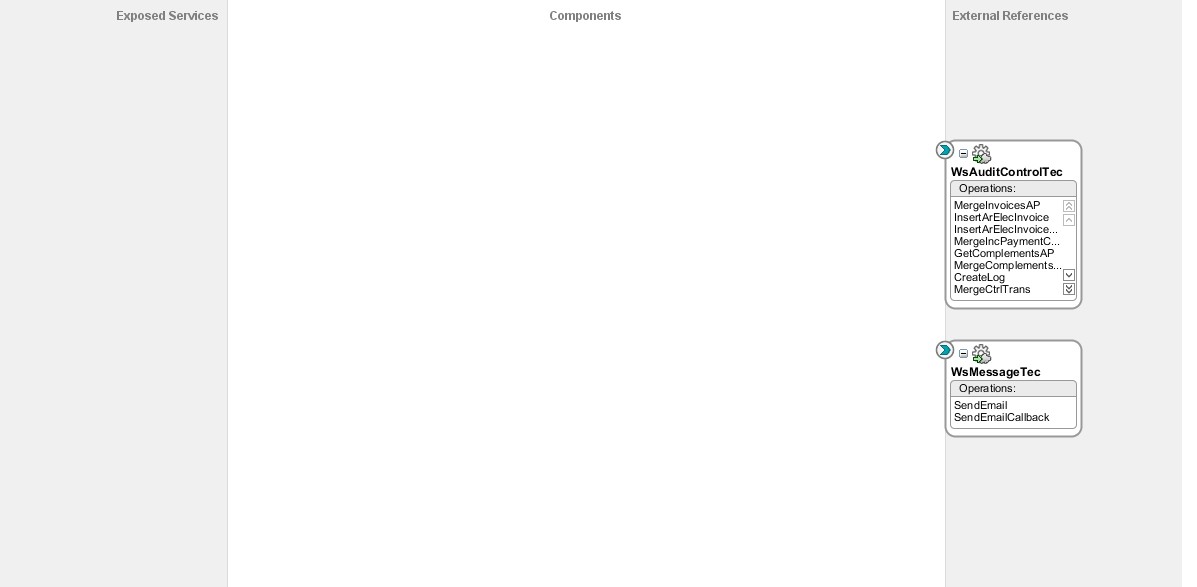 Exposed Services
Components
External References
WsAuditControlTec
Operations:
MergeInvoicesAP
InsertArElecInvoice
InsertArElecInvoice...
MergeIncPaymentC...
GetComplementsAP
MergeComplements...
CreateLog
MergeCtrlTrans
WsMessageTec
Operations:
SendEmail
SendEmailCallback